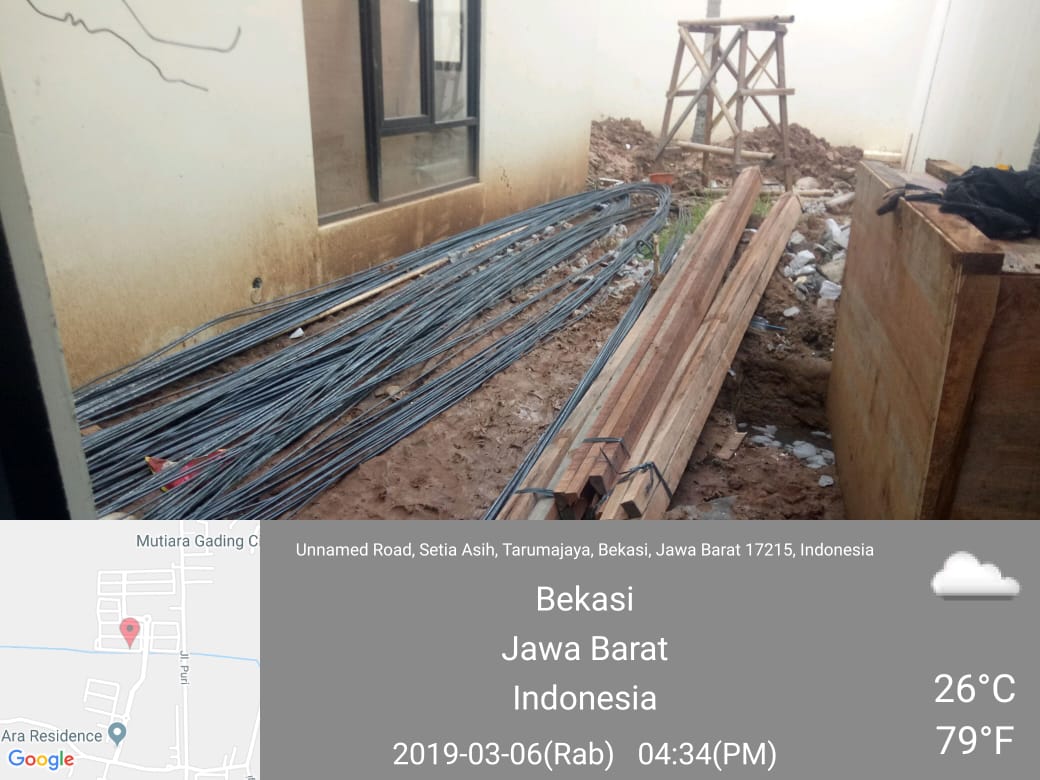 Mutiara Gading C
Jl. Puri
Ara Residence
Google
Unnamed Road, Setia Asih, Tarumajaya, Bekasi, Jawa Barat 17215, Indonesia
Bekasi
Jawa Barat
Indonesia
2019-03-06(Rab) 04:34(PM)
26°C
79°F